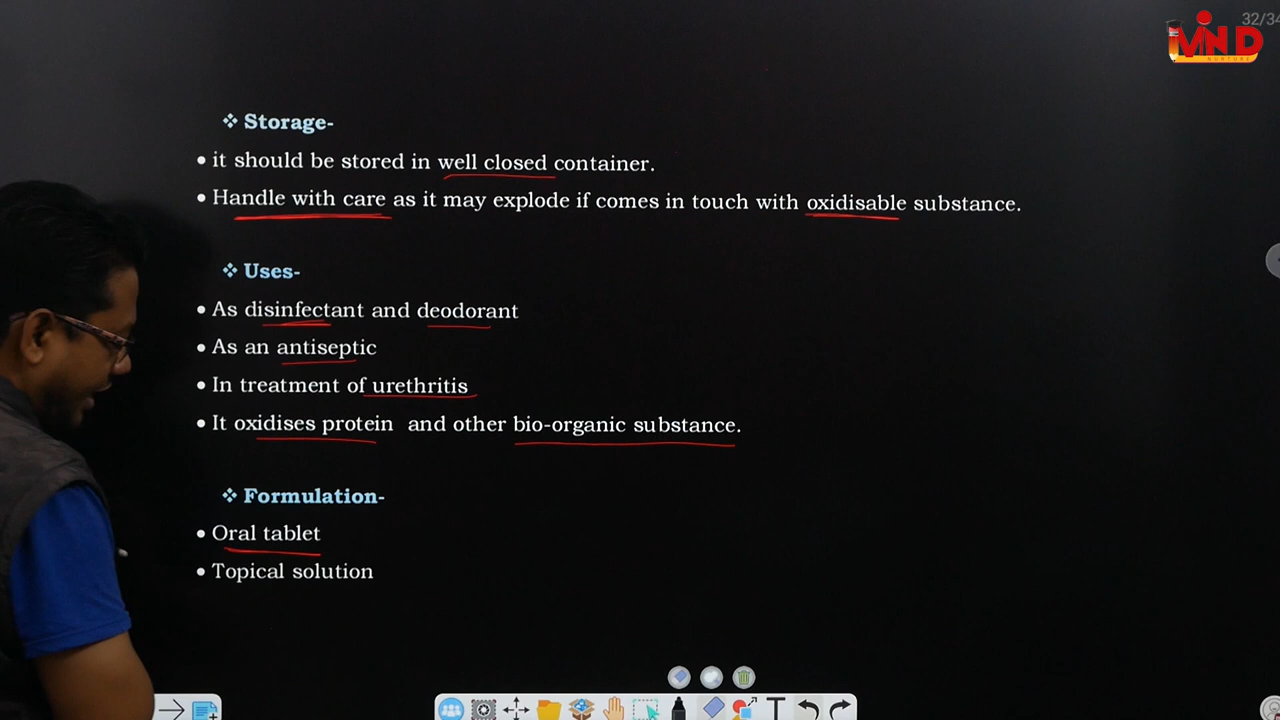 32/34
MIND
NURTURE
❖ Storage-
• it should be stored in well closed container.
• Handle with care as it may explode if comes in touch with oxidisable substance.
❖ Uses-
• As disinfectant and deodorant
• As an antiseptic
• In treatment of urethritis
• It oxidises protein and other bio-organic substance.
❖ Formulation-
• Oral tablet
• Topical solution
T